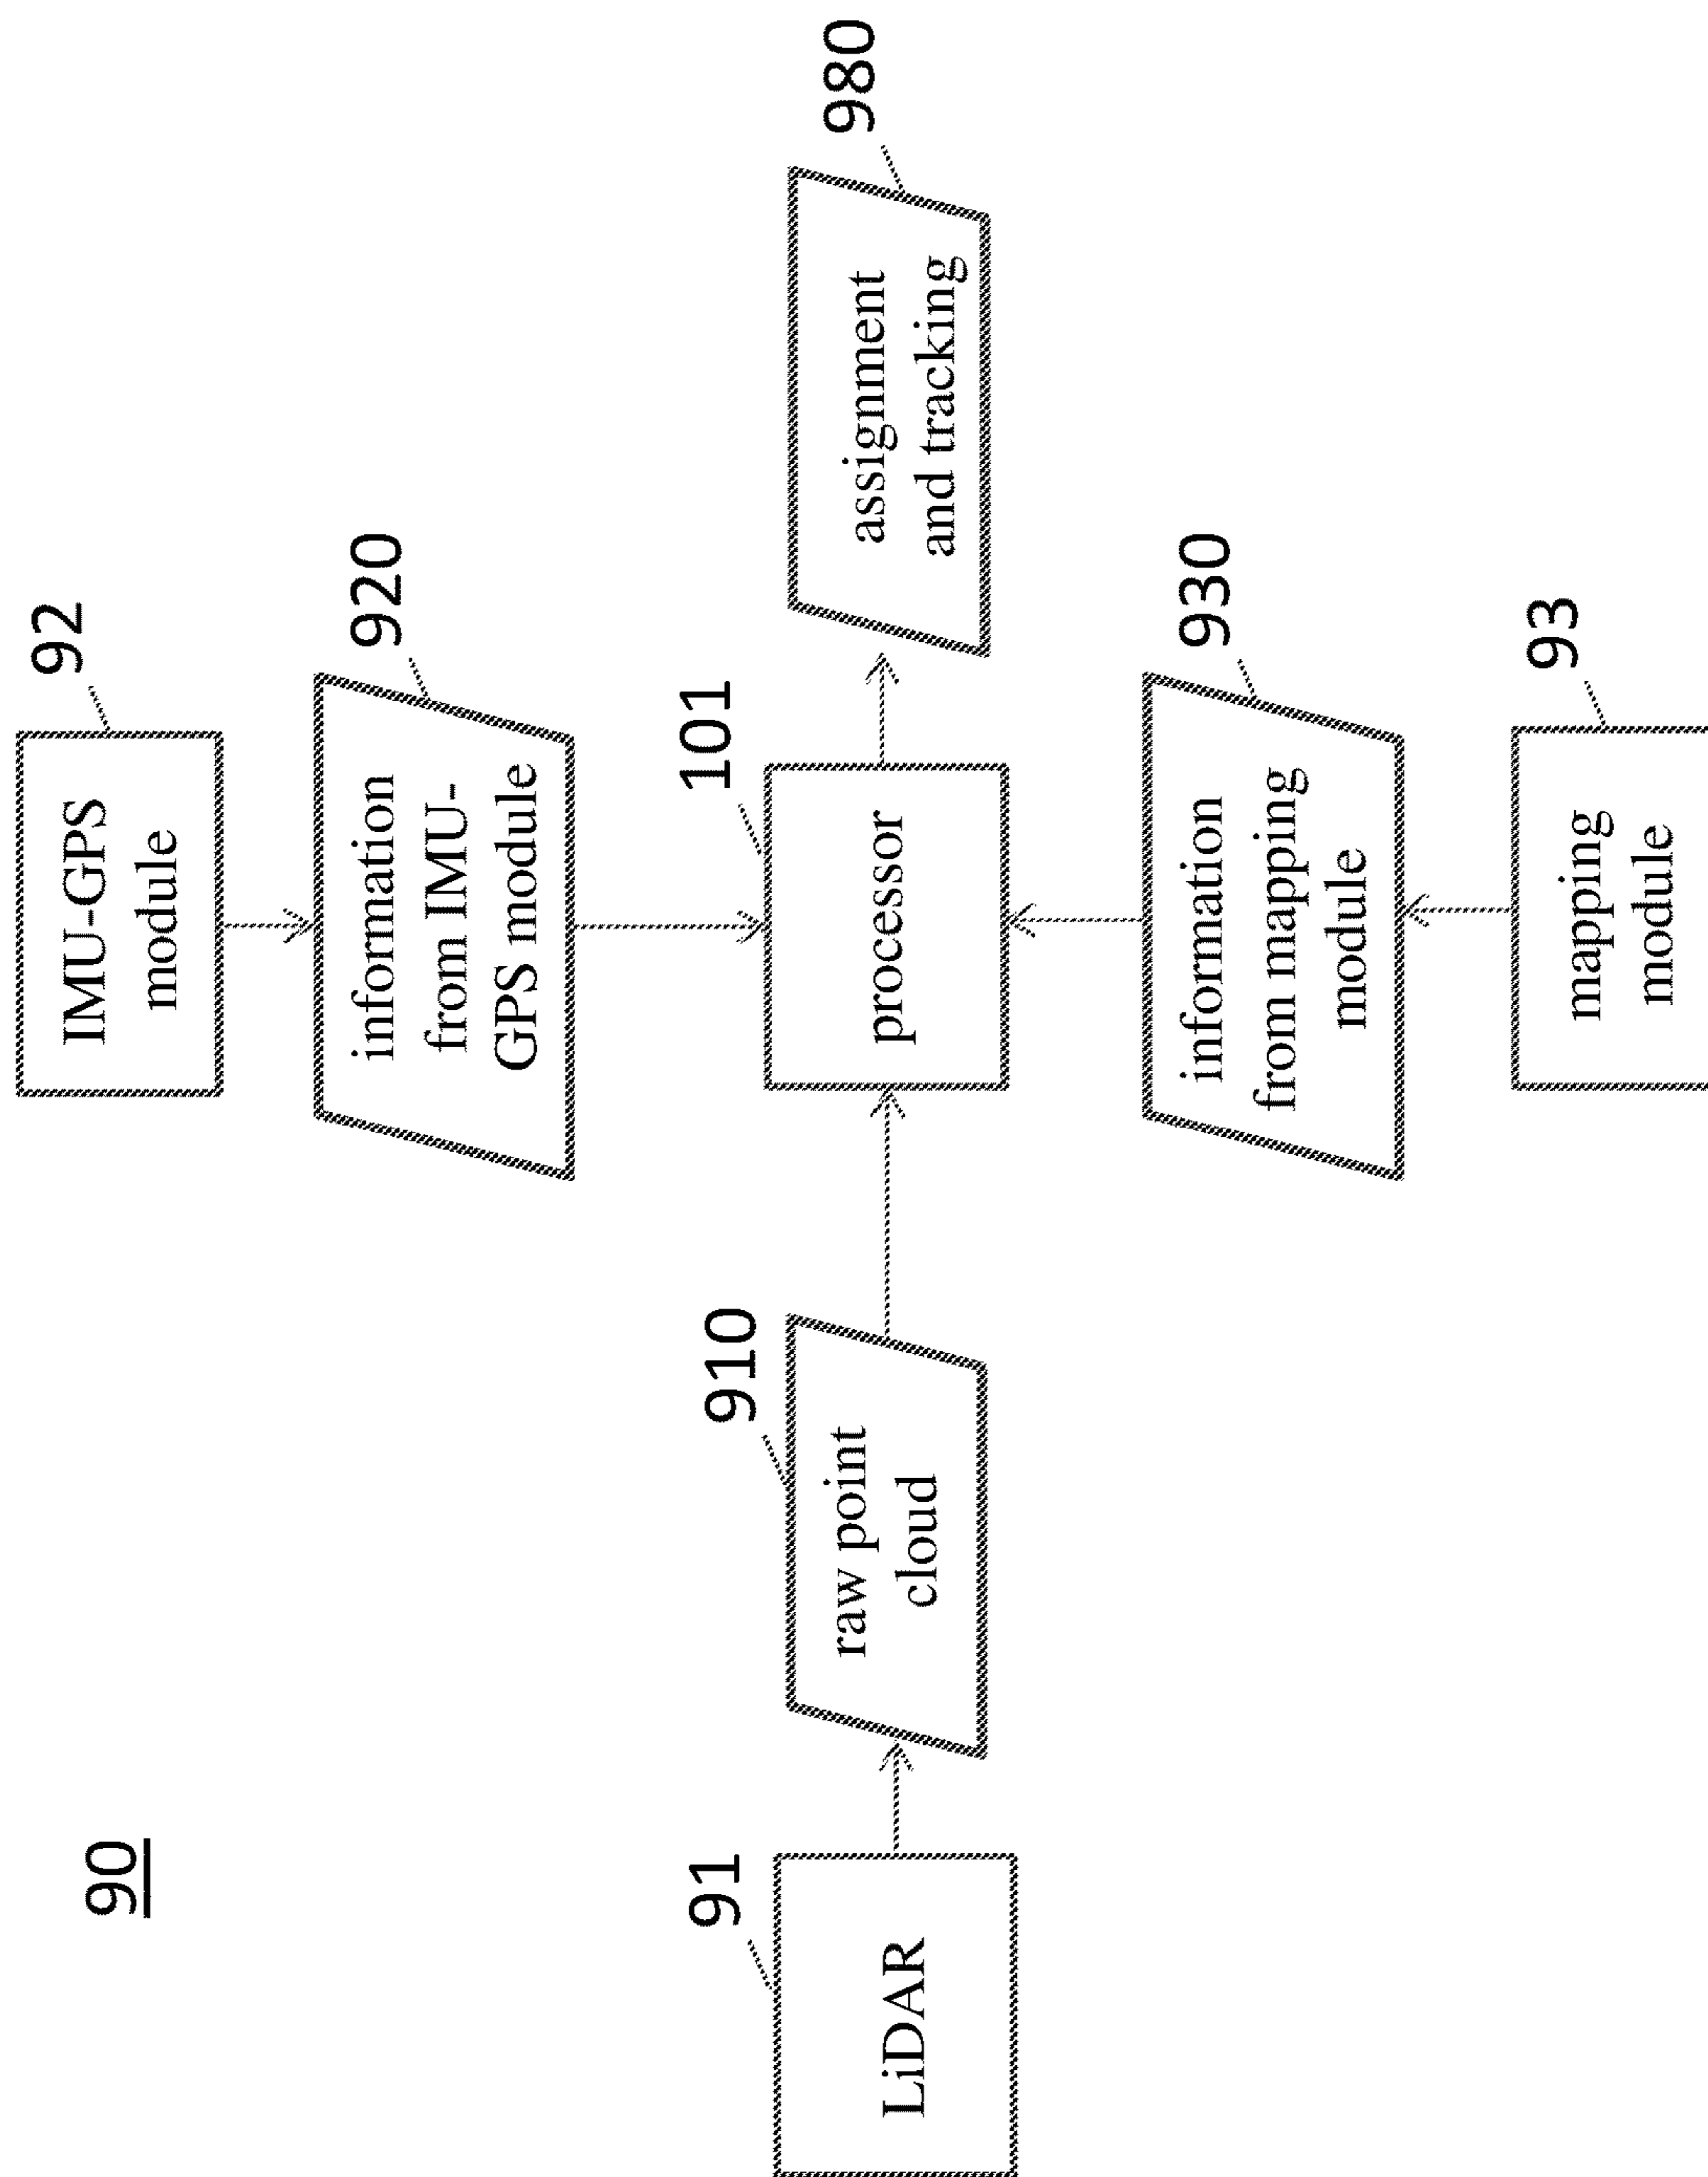 90
92
IMU-GPS
module
920
information
from IMU-
GPS module
91
LiDAR
910
raw point
cloud
101
processor
980
assignment
and tracking
930
information
from mapping
module
93
mapping
module